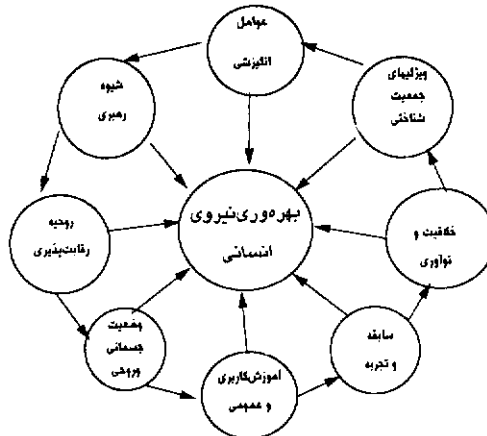 عوامل
انگیزشی
ویژگیهای
جمعیت
شناختی
شیوه
رهبری
بهره‌وری نیروی
انسانی
روحیه
رقابت‌پذیری
خلاقیت و
نوآوری
وضعیت
جسمانی
وروحی
سابقه
و تجربه
آموزش کاربری
و عمومی